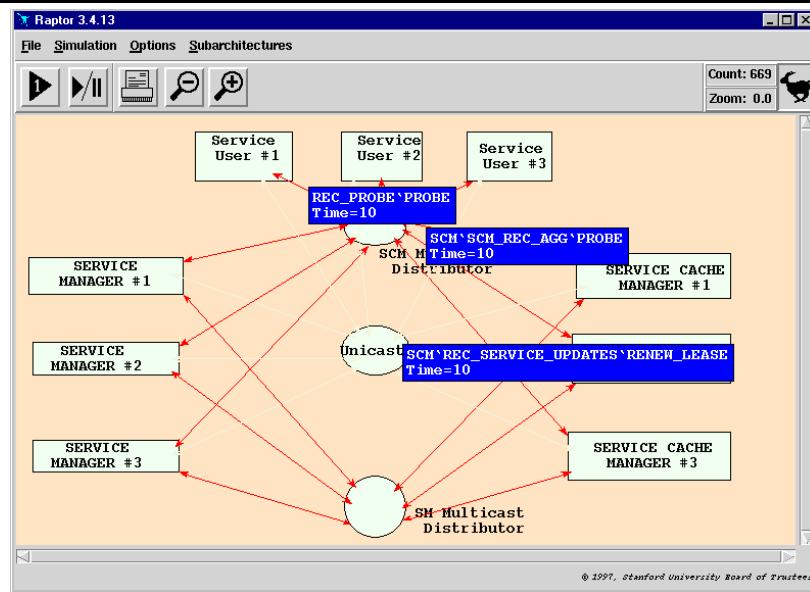 Raptor 3.4.13
File Simulation Options Subarchitectures
Count: 669
Zoom: 0.0
Service
User #1
Service
User #2
Service
User #3
REC_PROBE`PROBE
Time=10
SCM`SCM_REC_AGG`PROBE
Time=10
SCM M
Distributor
SERVICE
MANAGER #1
SERVICE CACHE
MANAGER #1
SERVICE
MANAGER #2
Unicast
SCM`REC_SERVICE_UPDATES`RENEW_LEASE
Time=10
SERVICE
MANAGER #3
SERVICE CACHE
MANAGER #3
SM Multicast
Distributor
© 1997, Stanford University Board of Trustees